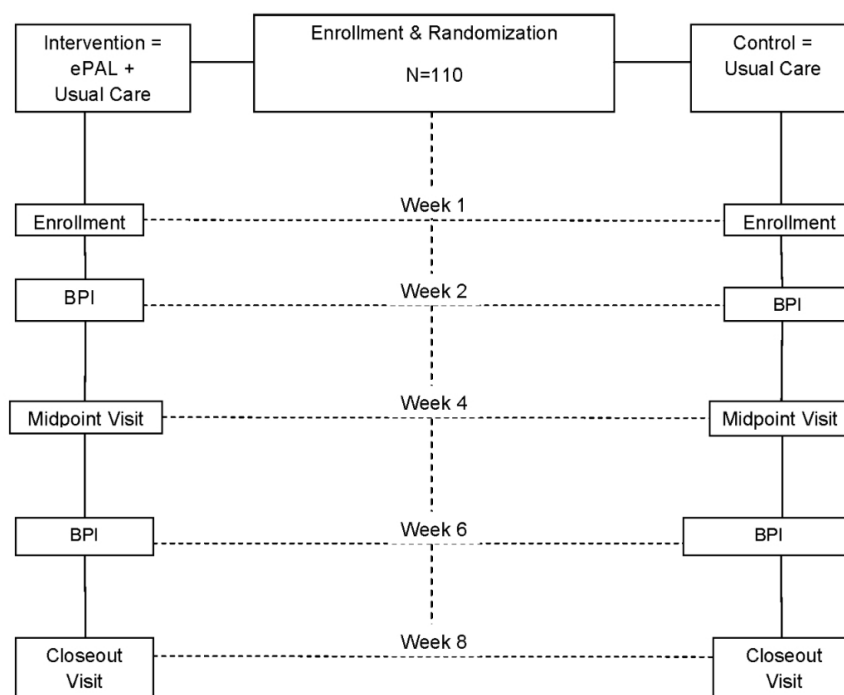 Intervention =
ePAL +
Usual Care
Enrollment & Randomization
N=110
Control =
Usual Care
Enrollment
Week 1
Enrollment
BPI
Week 2
BPI
Midpoint Visit
Week 4
Midpoint Visit
BPI
Week 6
BPI
Closeout
Visit
Week 8
Closeout
Visit